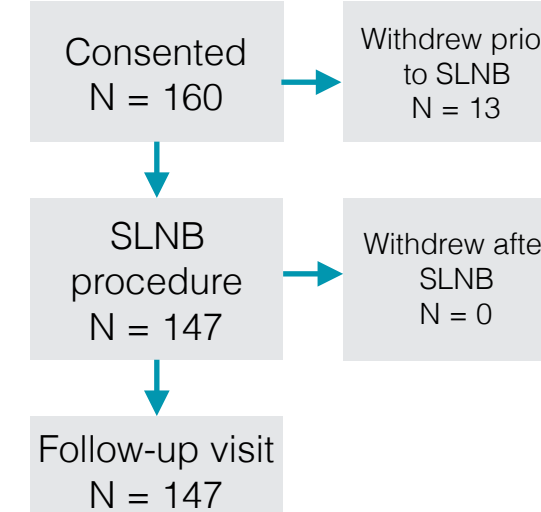 Consented
N = 160
Withdrew prio
to SLNB
N = 13
SLNB
procedure
N = 147
Withdrew afte
SLNB
N = 0
Follow-up visit
N = 147